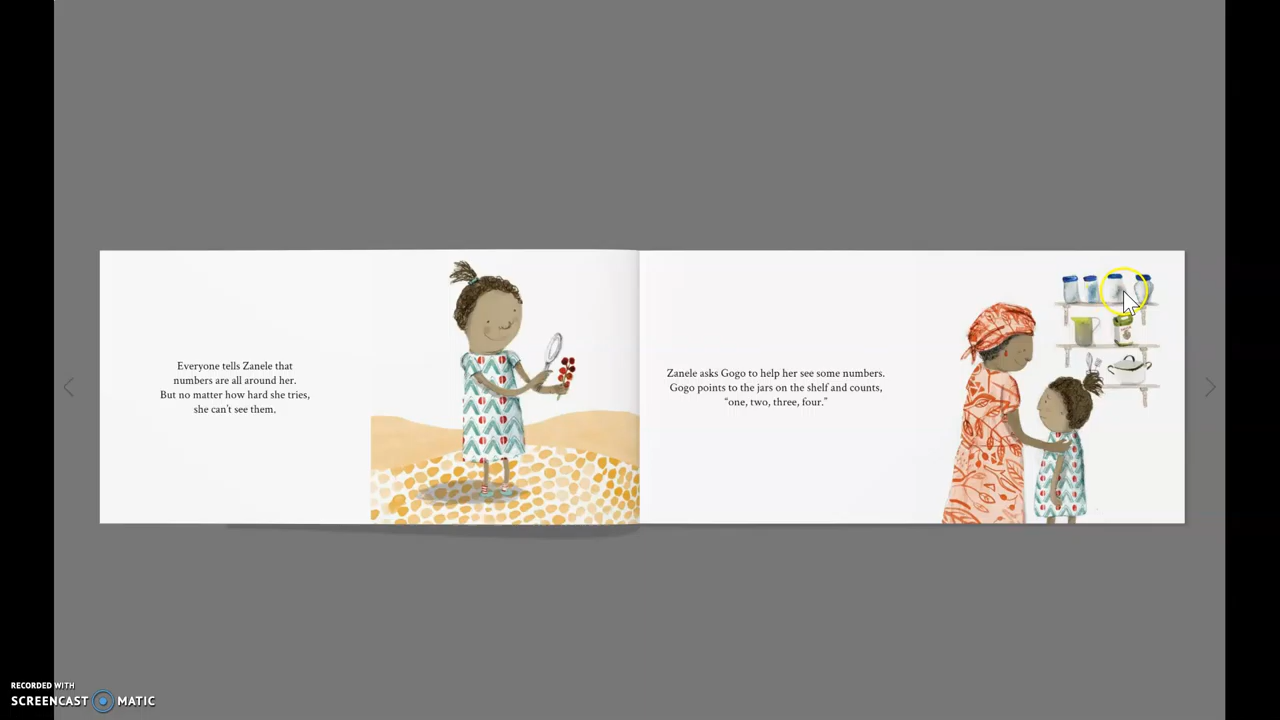 Everyone tells Zanele that
numbers are all around her.
But no matter how hard she tries,
she can't see them.
Zanele asks Gogo to help her see some numbers.
Gogo points to the jars on the shelf and counts,
“one, two, three, four.”
RECORDED WITH
SCREENCAST MATIC